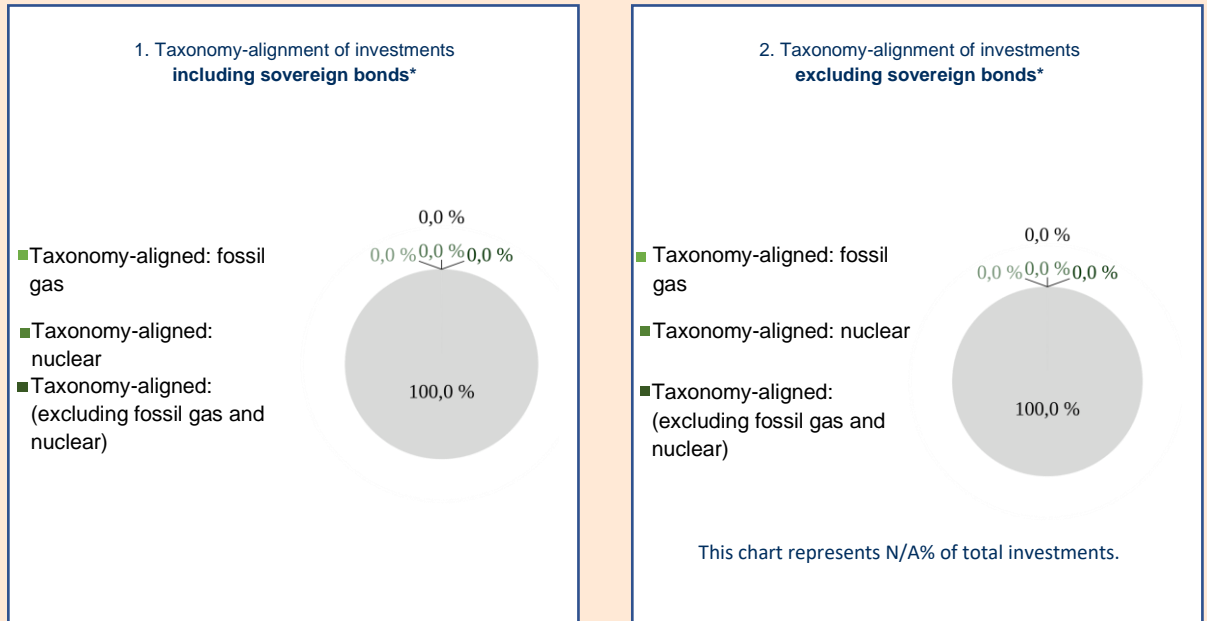 1. Taxonomy-alignment of investments
including sovereign bonds*
0,0 %
0,0 % 0,0 % 0,0 %
Taxonomy-aligned: fossil
gas
Taxonomy-aligned:
nuclear
Taxonomy-aligned:
(excluding fossil gas and
nuclear)
100,0 %
2. Taxonomy-alignment of investments
excluding sovereign bonds*
0,0 %
0,0 % 0,0 % 0,0 %
Taxonomy-aligned: fossil
gas
Taxonomy-aligned: nuclear
Taxonomy-aligned:
(excluding fossil gas and
nuclear)
100,0 %
This chart represents N/A% of total investments.